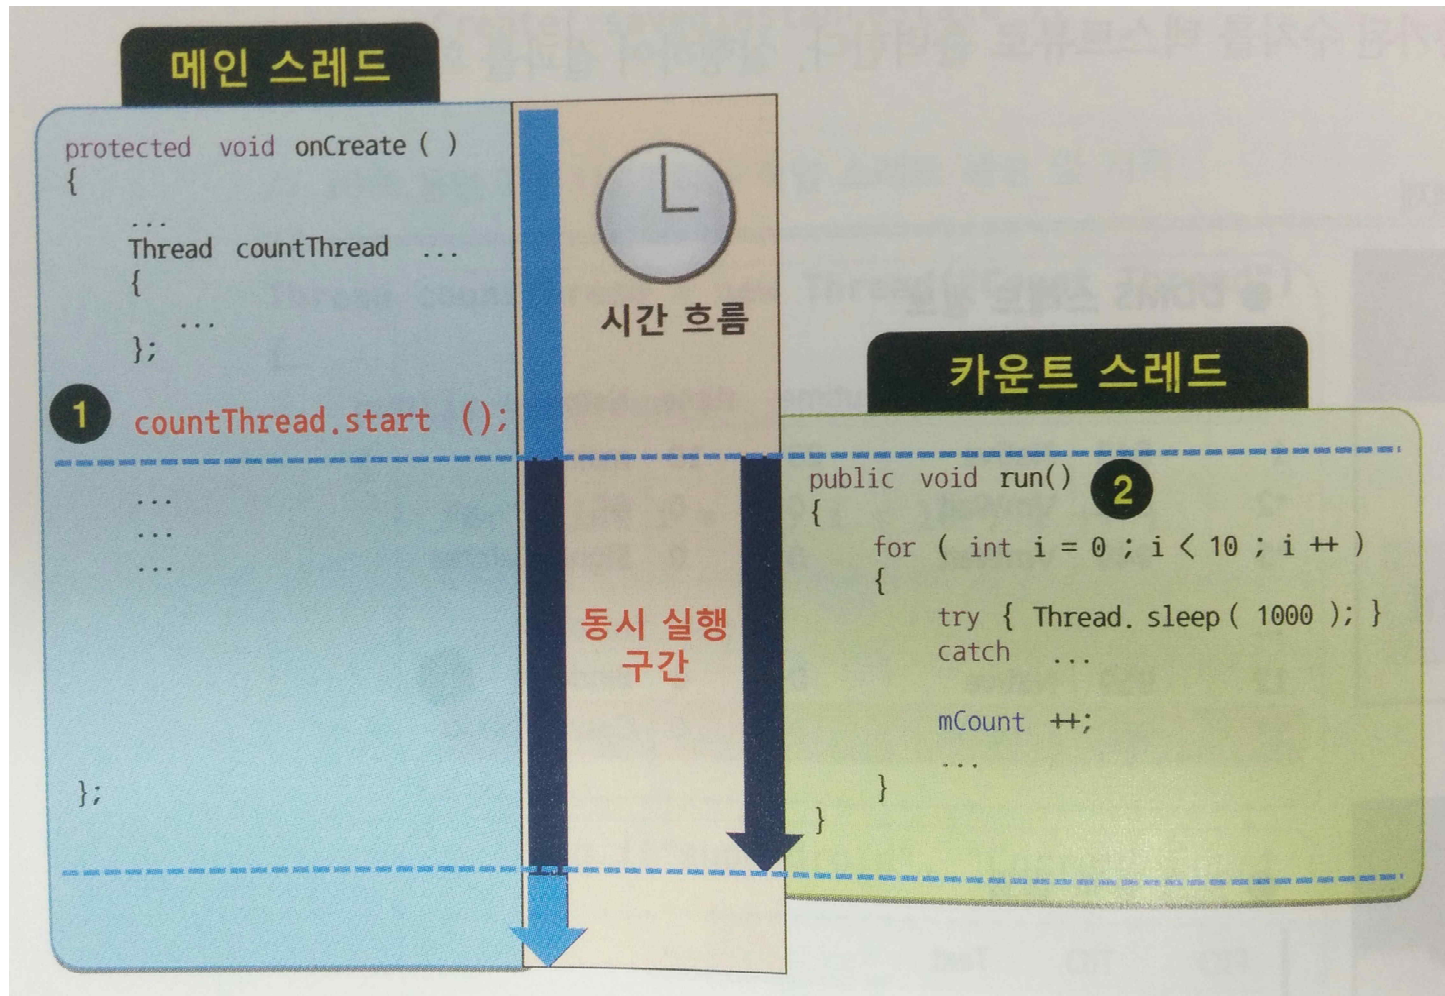 메인 스레드
protected void onCreate ( )
{
...
Thread countThread ...
{
...
};
1 countThread.start ();
...
...
...
};
시간 흐름
동시 실행
구간
카운트 스레드
public void run() 2
{
for ( int i = 0 ; i < 10 ; i ++ )
{
try { Thread. sleep ( 1000 ); }
catch ...
mCount ++;
...
}
}